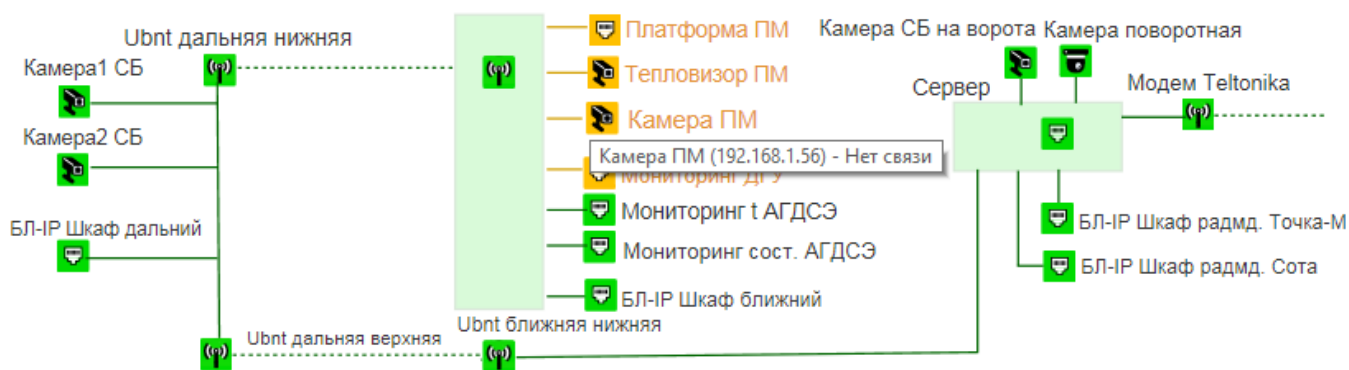 Ubnt дальняя нижняя
Камера1 СБ
Камера2 СБ
БЛ-IP Шкаф дальний
Ubnt дальняя верхняя
Платформа ПМ
Тепловизор ПМ
Камера ПМ
Камера ПМ (192.168.1.56) - Нет связи
Мониторинг ДГУ
Мониторинг t АГДСЭ
Мониторинг сост. АГДСЭ
БЛ-IP Шкаф ближний
Ubnt ближняя нижняя
Камера СБ на ворота
Камера поворотная
Сервер
Модем Teltonika
БЛ-IP Шкаф радмд. Точка-М
БЛ-IP Шкаф радмд. Сота